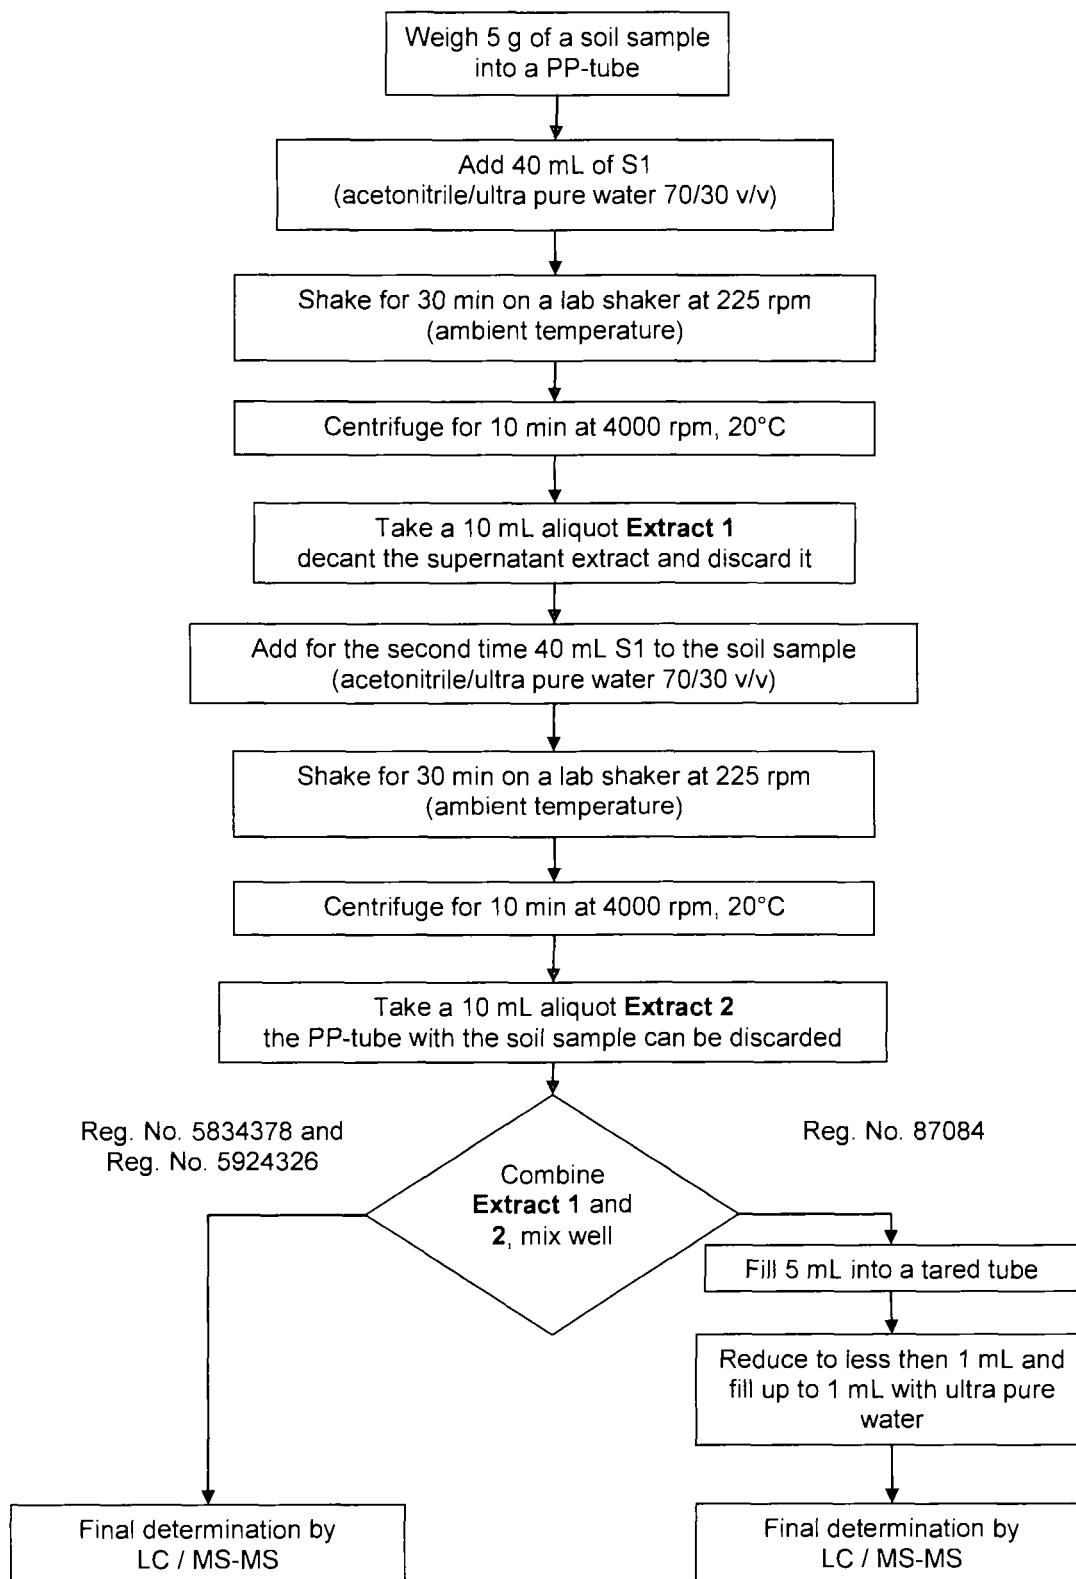 Weigh 5 g of a soil sample
into a PP-tube
Add 40 mL of S1
(acetonitrile/ultra pure water 70/30 v/v)
Shake for 30 min on a lab shaker at 225 rpm
(ambient temperature)
Centrifuge for 10 min at 4000 rpm, 20°C
Take a 10 mL aliquot Extract 1
decant the supernatant extract and discard it
Add for the second time 40 mL S1 to the soil sample
(acetonitrile/ultra pure water 70/30 v/v)
Shake for 30 min on a lab shaker at 225 rpm
(ambient temperature)
Centrifuge for 10 min at 4000 rpm, 20°C
Take a 10 mL aliquot Extract 2
the PP-tube with the soil sample can be discarded
Reg. No. 5834378 and
Reg. No. 5924326
Combine
Extract 1 and
2, mix well
Reg. No. 87084
Fill 5 mL into a tared tube
Reduce to less then 1 mL and
fill up to 1 mL with ultra pure
water
Final determination by
LC / MS-MS
Final determination by
LC / MS-MS